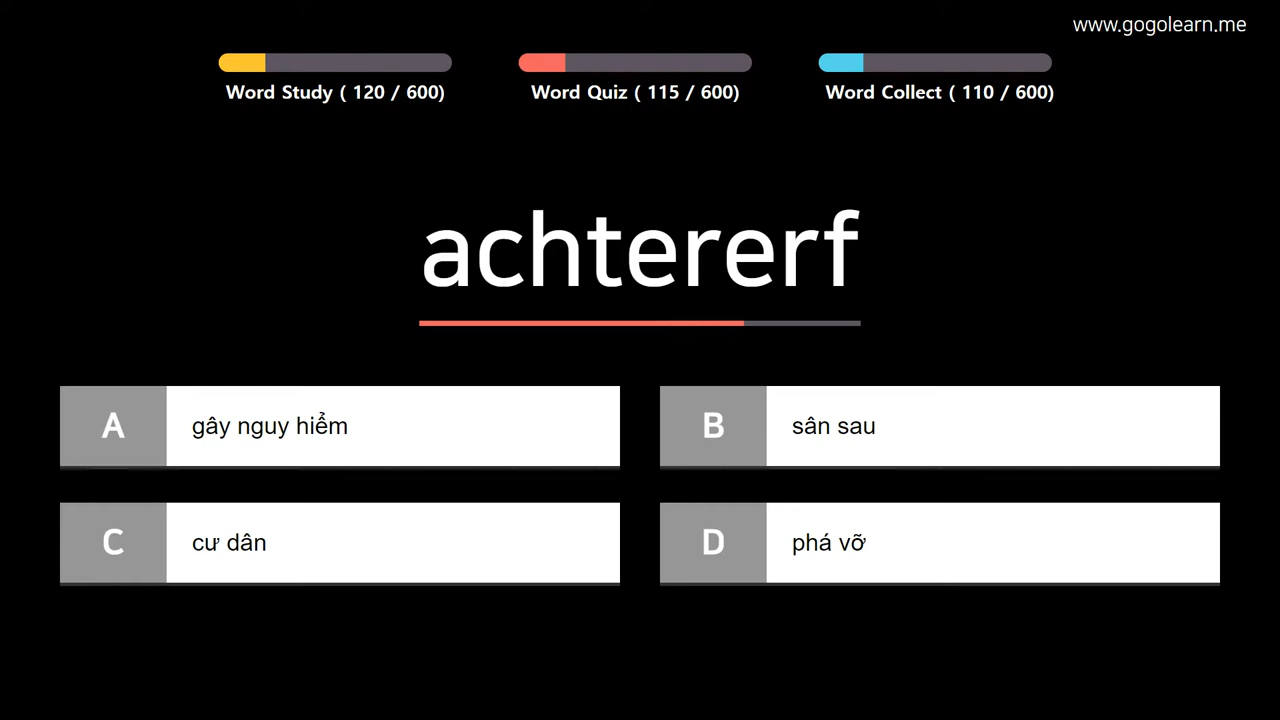 www.gogolearn.me
Word Study ( 120 / 600)
Word Quiz ( 115 / 600)
Word Collect ( 110 / 600)
achtererf
A
gây nguy hiểm
B
sân sau
C
cư dân
D
phá vỡ